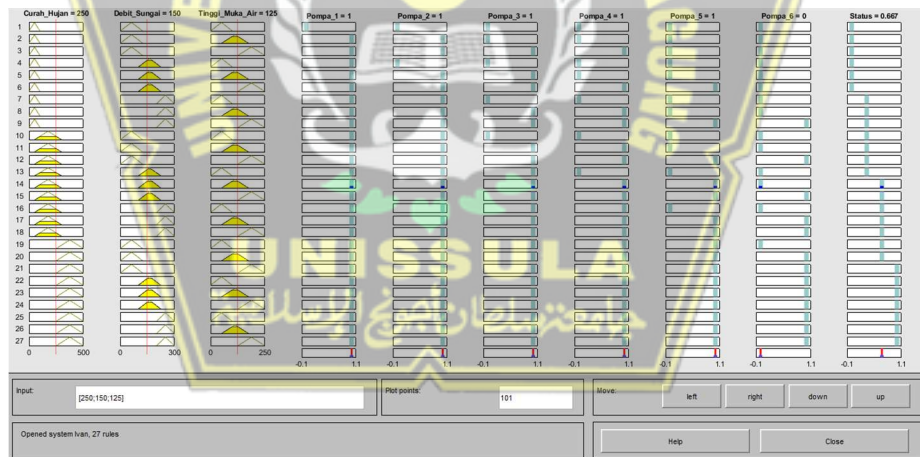 Curah_Hujan = 250
Debit_Sungai = 150
Tinggi_Muka_Air = 125
Pompa_1 = 1
Pompa_2 = 1
Pompa_3 = 1
Pompa_4 = 1
Pompa_5 = 1
Pompa_6 = 0
Status = 0.667
1
2
3
4
5
6
7
8
9
10
11
12
13
14
15
16
17
18
19
20
21
22
23
24
25
26
27
0 500
0 300
0 250
-0.1 1.1
-0.1 1.1
-0.1 1.1
-0.1 1.1
-0.1 1.1
-0.1 1.1
-0.1 1.1
UNISSULA
جامعتسلطان أجونج الإسلامية
Input:
[250;150;125]
Plot points:
101
Move:
left
right
down
up
Opened system Ivan, 27 rules
Help
Close